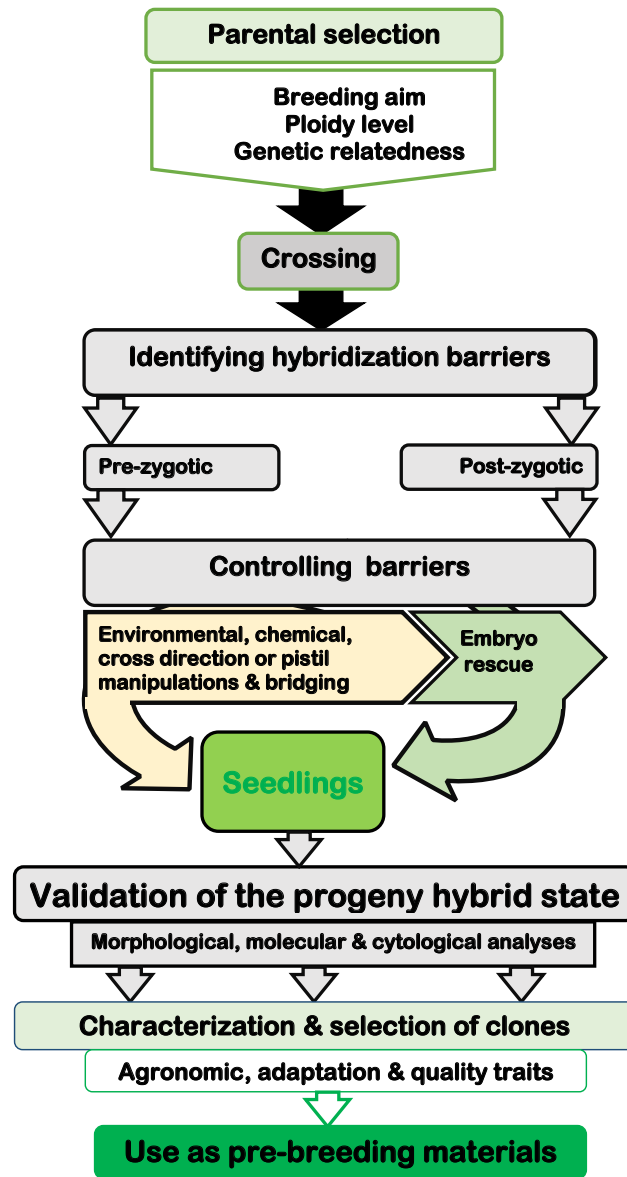 Parental selection
Breeding aim
Ploidy level
Genetic relatedness
Crossing
Identifying hybridization barriers
Pre-zygotic
Post-zygotic
Controlling barriers
Environmental, chemical,
cross direction or pistil
manipulations & bridging
Embryo
rescue
Seedlings
Validation of the progeny hybrid state
Morphological, molecular & cytological analyses
Characterization & selection of clones
Agronomic, adaptation & quality traits
Use as pre-breeding materials